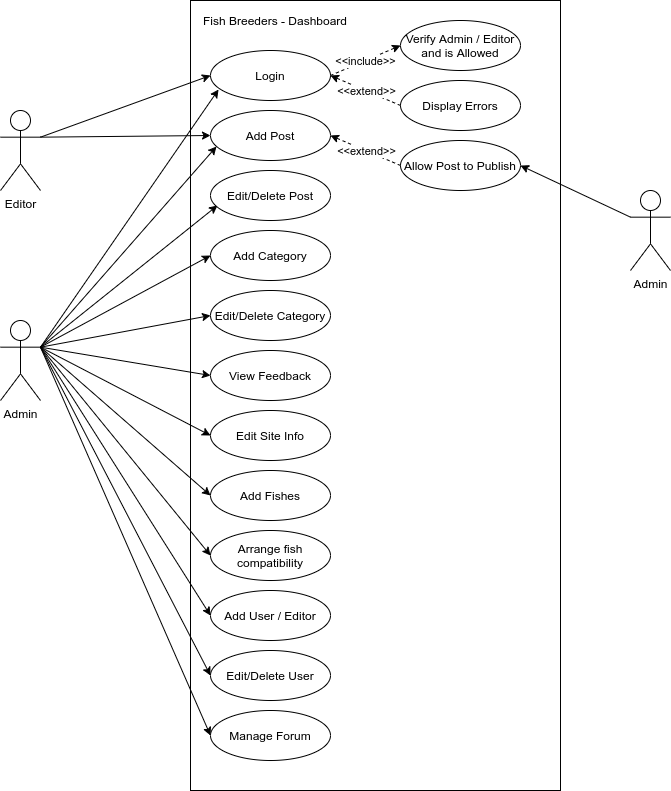 Fish Breeders - Dashboard
Verify Admin / Editor
and is Allowed
<<include>>
Login
<<extend>>
Display Errors
Add Post
<<extend>>
Allow Post to Publish
Editor
Edit/Delete Post
Add Category
Admin
Edit/Delete Category
View Feedback
Admin
Edit Site Info
Add Fishes
Arrange fish
compatibility
Add User / Editor
Edit/Delete User
Manage Forum